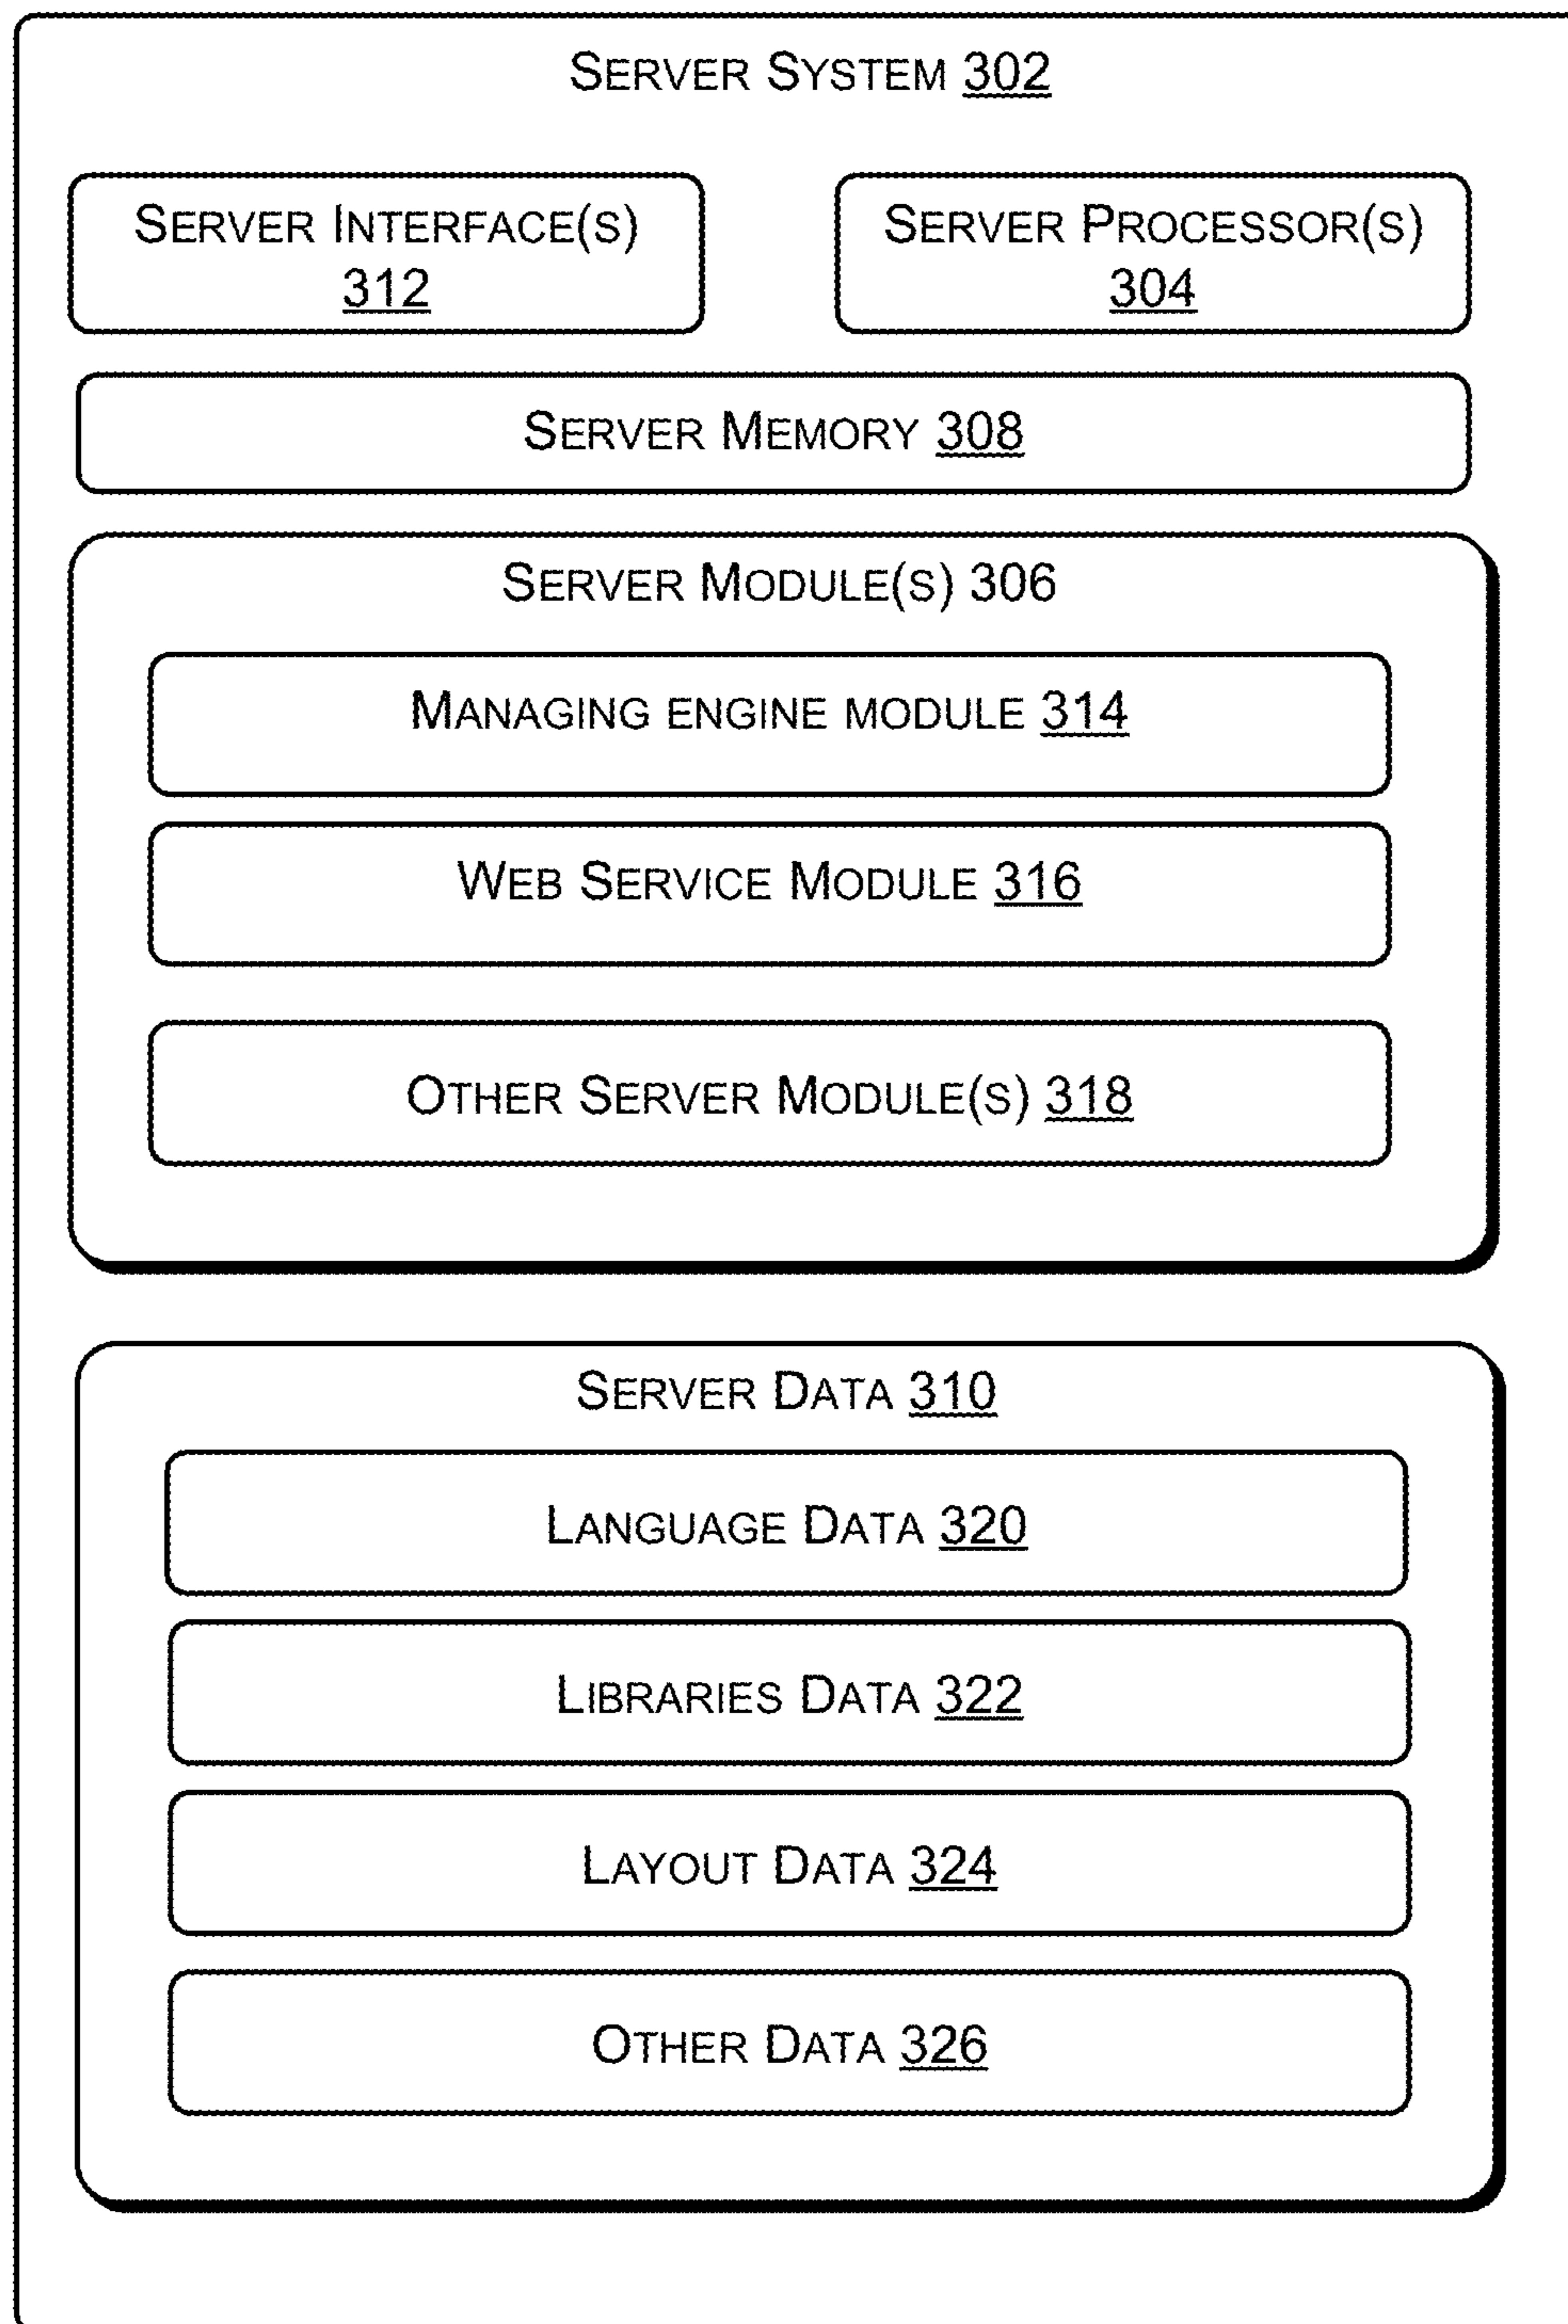 SERVER SYSTEM 302
SERVER INTERFACE(S)
312
SERVER PROCESSOR(S)
304
SERVER MEMORY 308
SERVER MODULE(S) 306
MANAGING ENGINE MODULE 314
WEB SERVICE MODULE 316
OTHER SERVER MODULE(S) 318
SERVER DATA 310
LANGUAGE DATA 320
LIBRARIES DATA 322
LAYOUT DATA 324
OTHER DATA 326